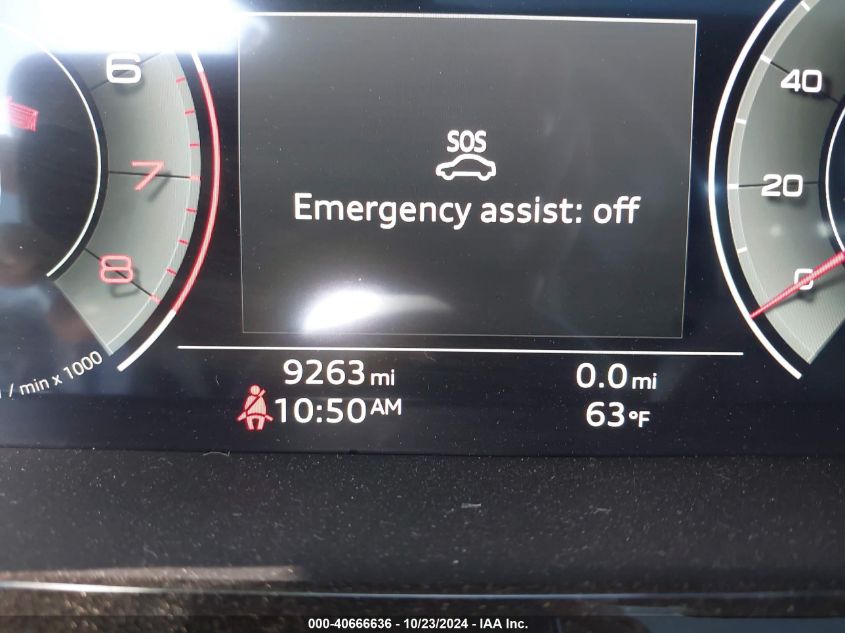 6
7
8
/ min x 1000
40
20
0
SOS
Emergency assist: off
9263 mi
0.0 mi
10:50 AM
63 °F
000-40666636 - 10/23/2024 - IAA Inc.